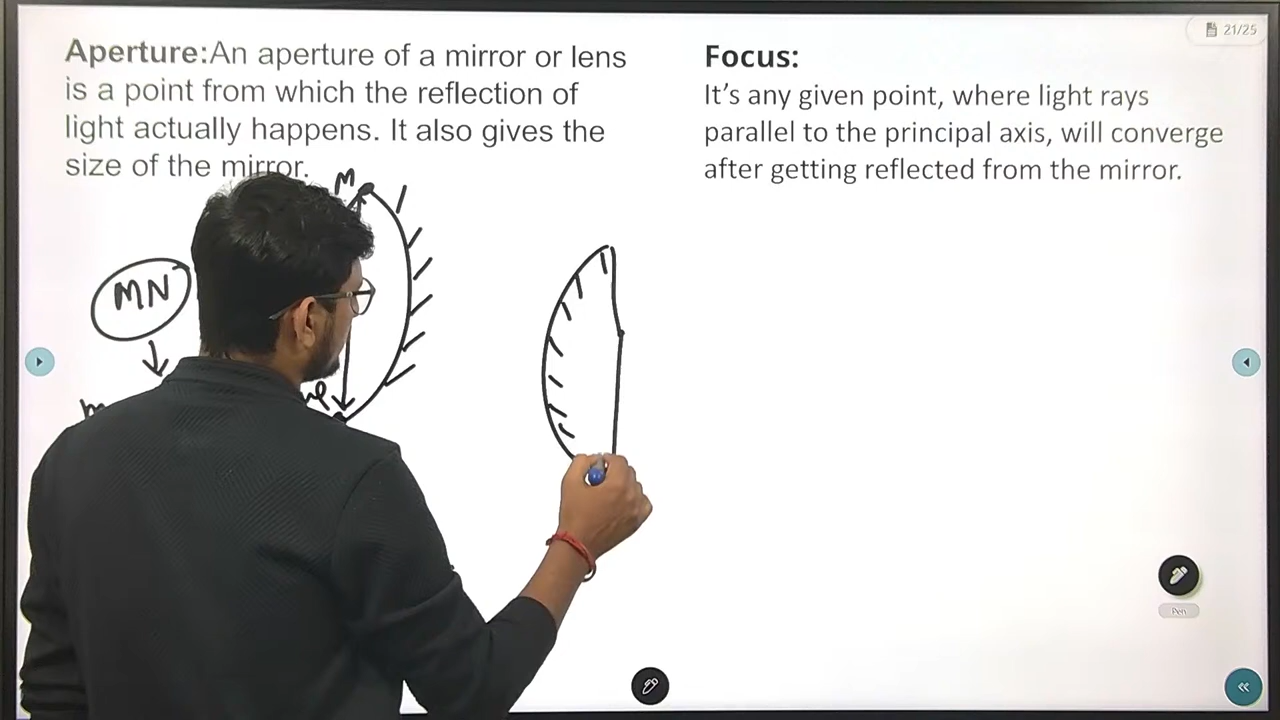 21/25
Aperture:An aperture of a mirror or lens
is a point from which the reflection of
light actually happens. It also gives the
size of the mirror.
Focus:
It's any given point, where light rays
parallel to the principal axis, will converge
after getting reflected from the mirror.
M
MN
Pen